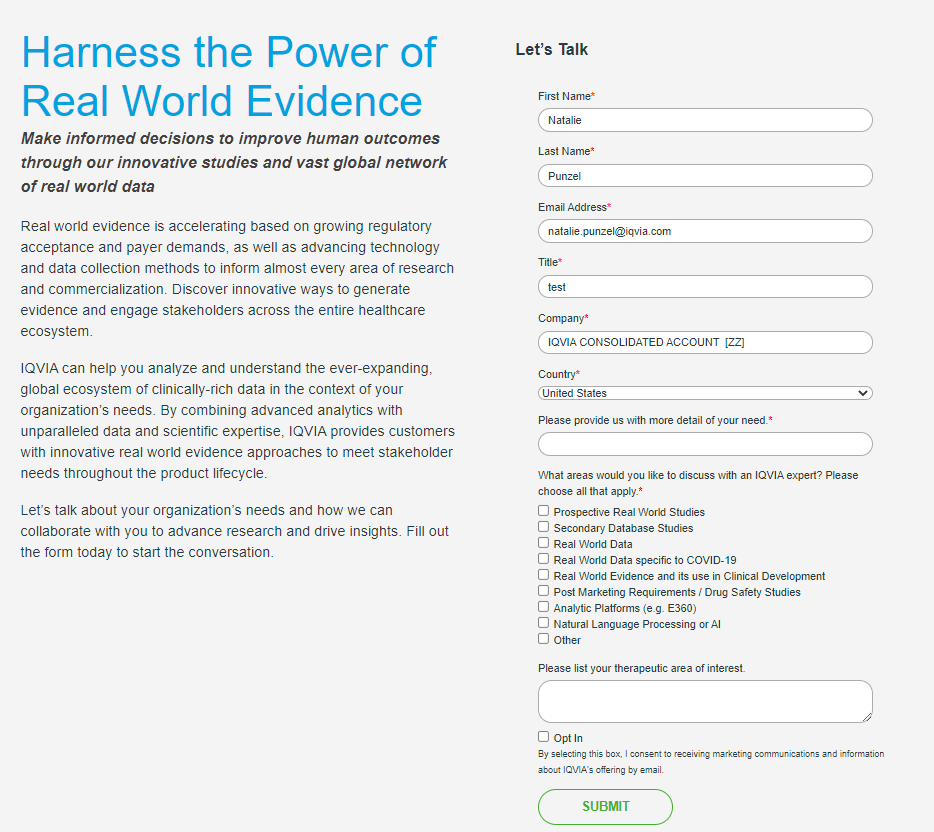 Harness the Power of
Real World Evidence
Make informed decisions to improve human outcomes
through our innovative studies and vast global network
of real world data
Real world evidence is accelerating based on growing regulatory
acceptance and payer demands, as well as advancing technology
and data collection methods to inform almost every area of research
and commercialization. Discover innovative ways to generate
evidence and engage stakeholders across the entire healthcare
ecosystem.
IQVIA can help you analyze and understand the ever-expanding,
global ecosystem of clinically-rich data in the context of your
organization’s needs. By combining advanced analytics with
unparalleled data and scientific expertise, IQVIA provides customers
with innovative real world evidence approaches to meet stakeholder
needs throughout the product lifecycle.
Let’s talk about your organization’s needs and how we can
collaborate with you to advance research and drive insights. Fill out
the form today to start the conversation.
Let’s Talk
First Name*
Natalie
Last Name*
Punzel
Email Address*
natalie.punzel@iqvia.com
Title*
test
Company*
IQVIA CONSOLIDATED ACCOUNT  [ZZ]
Country*
United States
Please provide us with more detail of your need.*
What areas would you like to discuss with an IQVIA expert? Please
choose all that apply.*
Prospective Real World Studies
Secondary Database Studies
Real World Data
Real World Data specific to COVID-19
Real World Evidence and its use in Clinical Development
Post Marketing Requirements / Drug Safety Studies
Analytic Platforms (e.g. E360)
Natural Language Processing or AI
Other
Please list your therapeutic area of interest.
Opt In
By selecting this box, I consent to receiving marketing communications and information
about IQVIA's offering by email.
SUBMIT